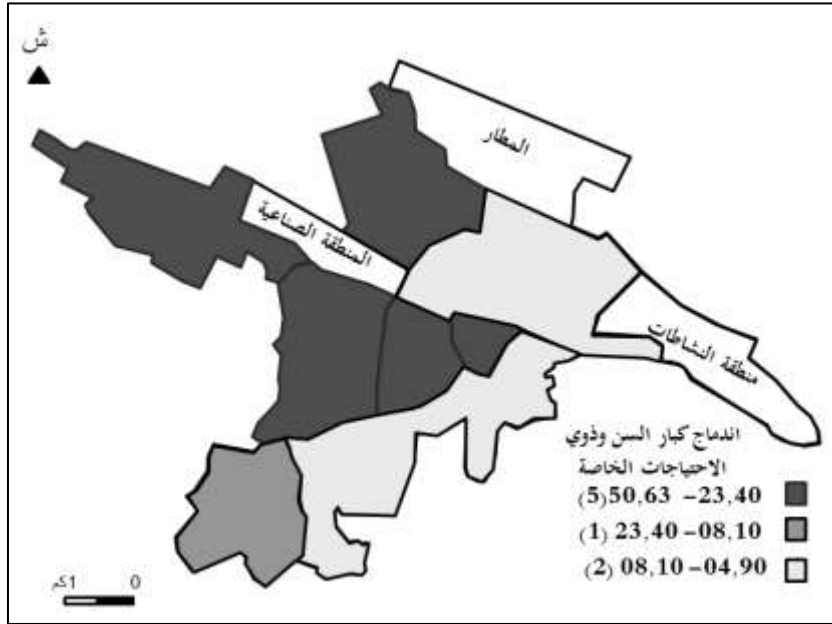 ش
المطار
المنطقة الصناعية
منطقة النشاطات
اندماج كبار السن وذوي
الاحتياجات الخاصة
(5)50,63 -23,40
(1) 23,40-08,10
(2) 08,10-04,90
1كم 0